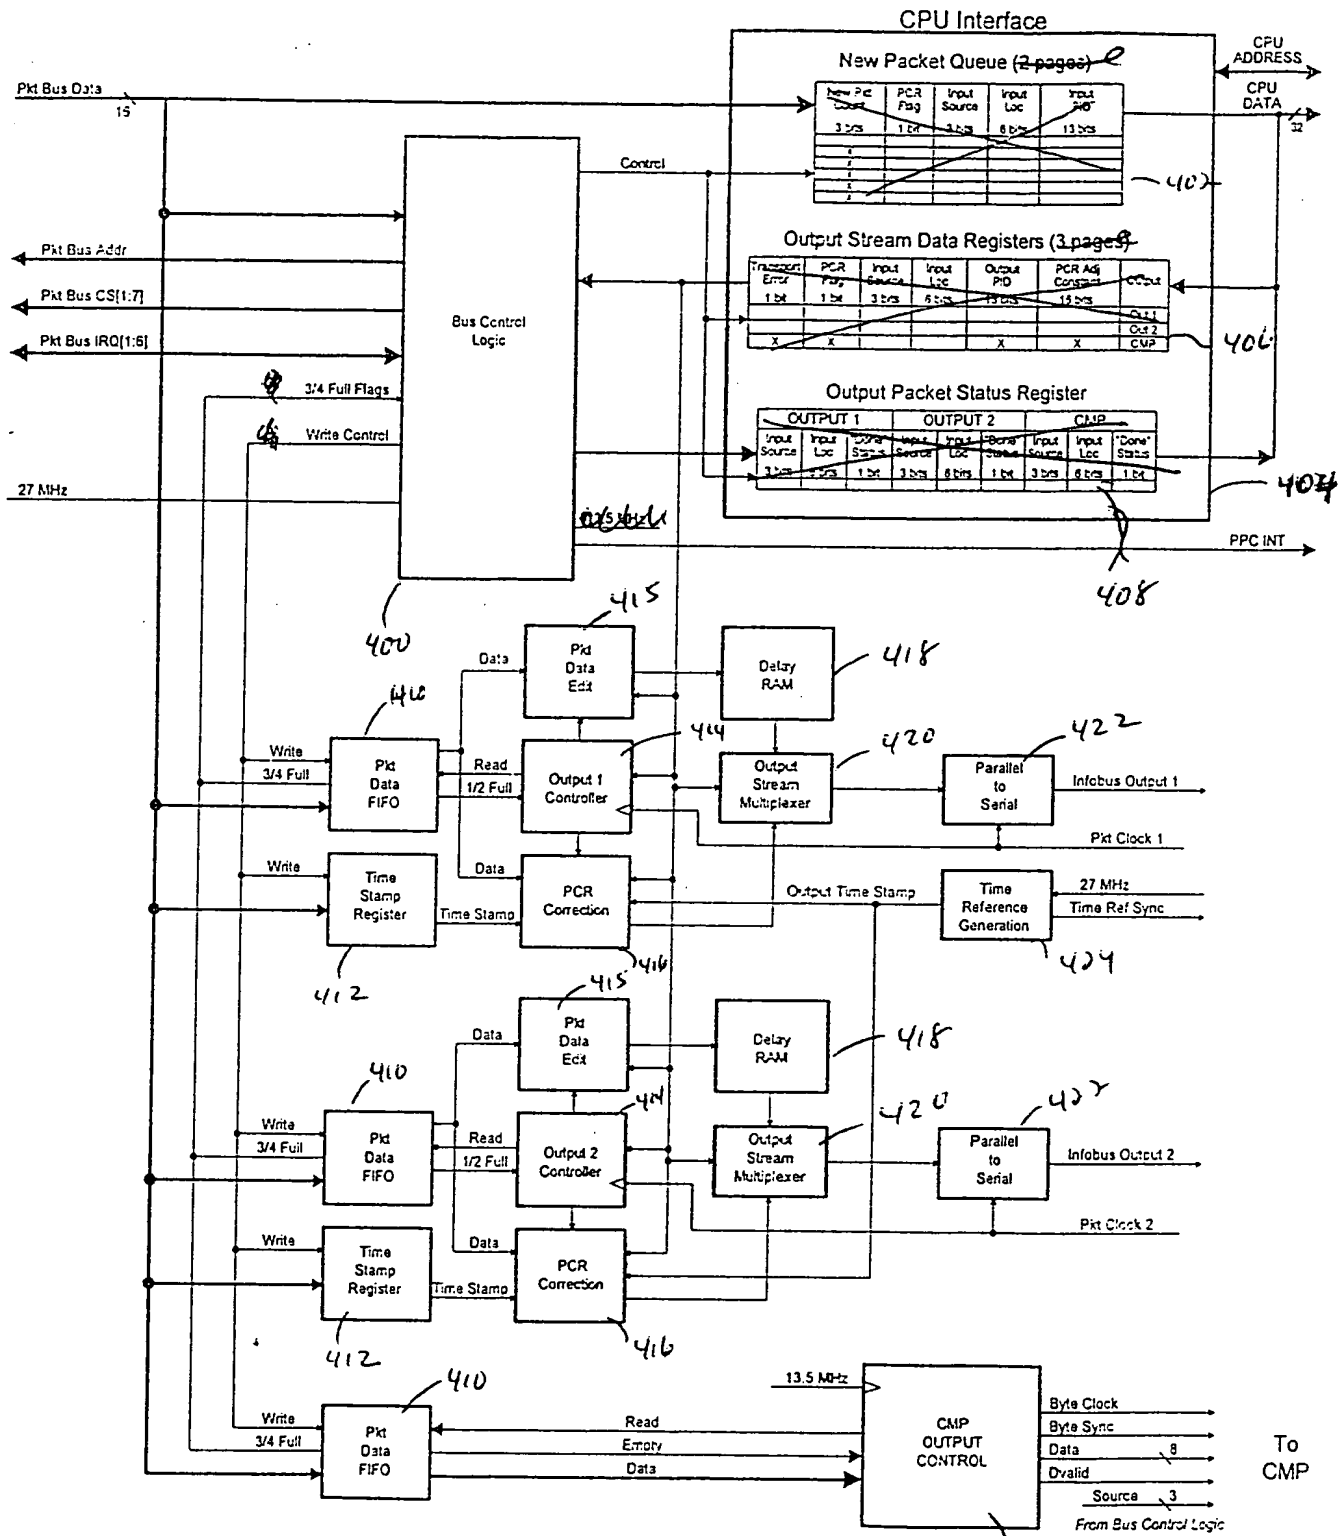 CPU Interface
CPU
ADDRESS
New Packet Queue (2 pages)
Pkt Bus Data
16
CPU
DATA
32
New Pkt Count
3 bits
PCR Flag
1 bit
Input Source
3 bits
Input Loc
6 bits
Input PID
13 bits
x
x
x
402
Control
Output Stream Data Registers (3 pages)
Transport Error
1 bit
PCR Flag
1 bit
Input Source
3 bits
Input Loc
6 bits
Output PID
13 bits
PCR Adj Constant
15 bits
Output
Out 1
Out 2
X
X
X
X
CMP
406
Pkt Bus Addr
Pkt Bus CS[1:7]
Pkt Bus IRQ[1:6]
Bus Control
Logic
3/4 Full Flags
Write Control
27 MHz
Output Packet Status Register
OUTPUT 1
OUTPUT 2
CMP
Input Source
Input Loc
"Done" Status
Input Source
Input Loc
"Done" Status
Input Source
Input Loc
"Done" Status
3 bits
6 bits
1 bit
3 bits
6 bits
1 bit
3 bits
6 bits
1 bit
404
PPC INT
408
400
415
Pkt
Data
Edit
Data
Delay
RAM
418
410
Write
3/4 Full
Pkt
Data
FIFO
Read
1/2 Full
Output 1
Controller
414
Output
Stream
Multiplexer
420
Parallel
to
Serial
422
Infobus Output 1
Pkt Clock 1
Write
Time
Stamp
Register
Time Stamp
Data
PCR
Correction
Output Time Stamp
Time
Reference
Generation
27 MHz
Time Ref Sync
412
416
424
415
Pkt
Data
Edit
Data
Delay
RAM
418
410
Write
3/4 Full
Pkt
Data
FIFO
Read
1/2 Full
Output 2
Controller
414
Output
Stream
Multiplexer
420
Parallel
to
Serial
422
Infobus Output 2
Pkt Clock 2
Write
Time
Stamp
Register
Time Stamp
Data
PCR
Correction
412
416
410
Write
3/4 Full
Pkt
Data
FIFO
Read
Empty
Data
13.5 MHz
CMP
OUTPUT
CONTROL
Byte Clock
Byte Sync
Data
8
Dvalid
Source
3
From Bus Control Logic
To
CMP